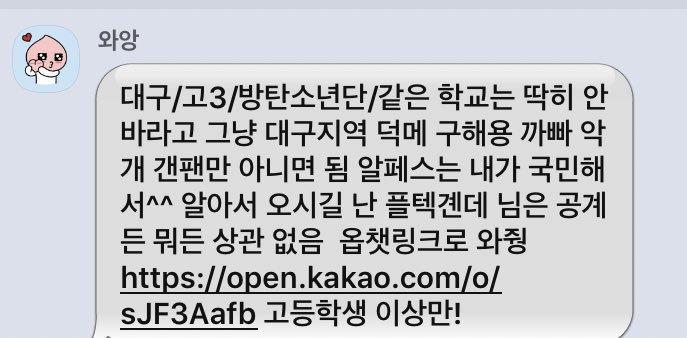 와앙
대구/고3/방탄소년단/같은 학교는 딱히 안
바라고 그냥 대구지역 덕메 구해용 까빠 악
개 갠팬만 아니면 됨 알페스는 내가 국민해
서^^ 알아서 오시길 난 플텍곈데 님은 공계
든 뭐든 상관 없음  옵챗링크로 와줭
https://open.kakao.com/o/
sJF3Aafb 고등학생 이상만!